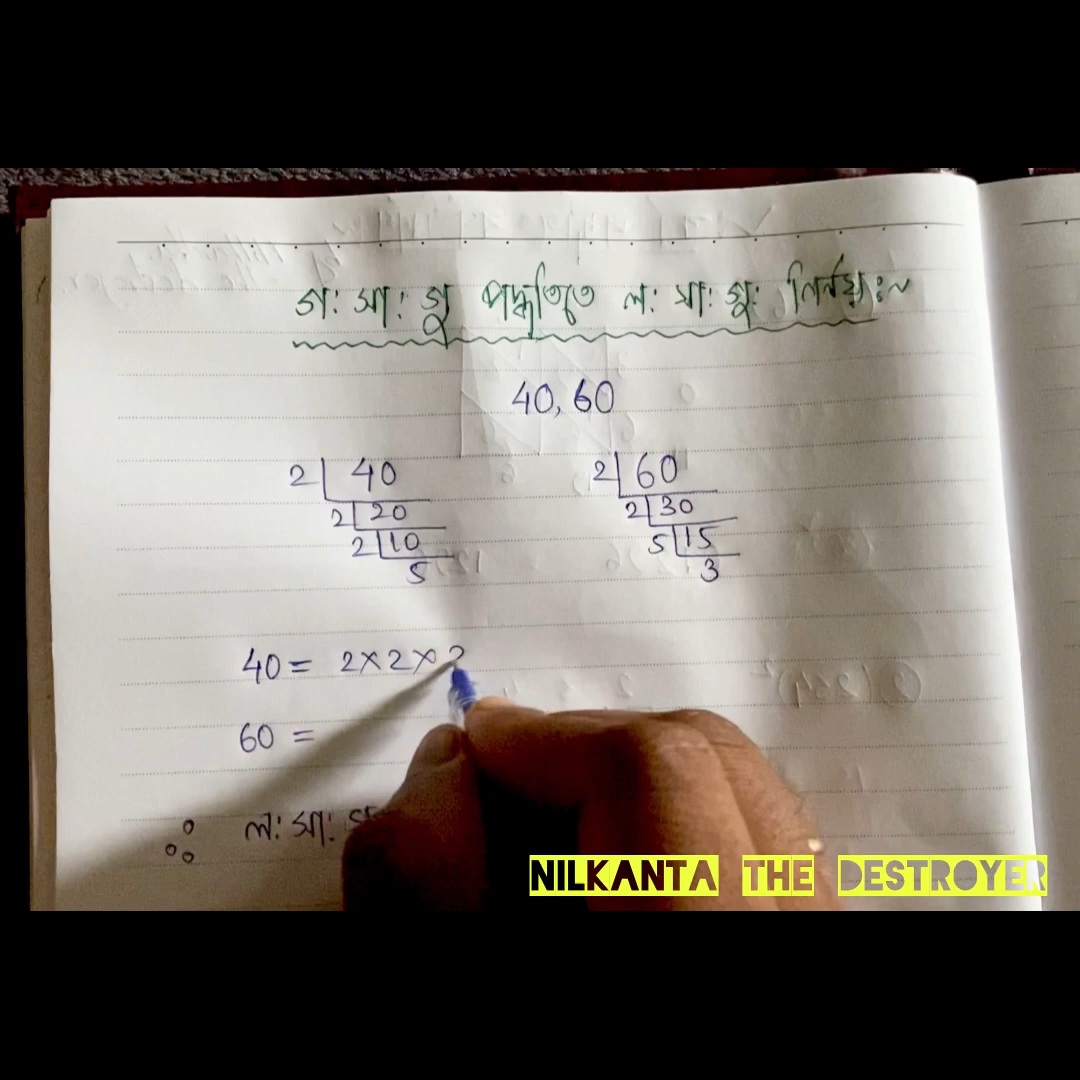 গ: সা: গু পদ্ধতিতে ল: সা: গু: নির্নয়:~
40, 60
2 40
2 20
2 10
5
2 60
2 30
5 15
3
40 = 2×2×2
60 =
∴ ল: সা: গু
NILKANTA THE DESTROYER